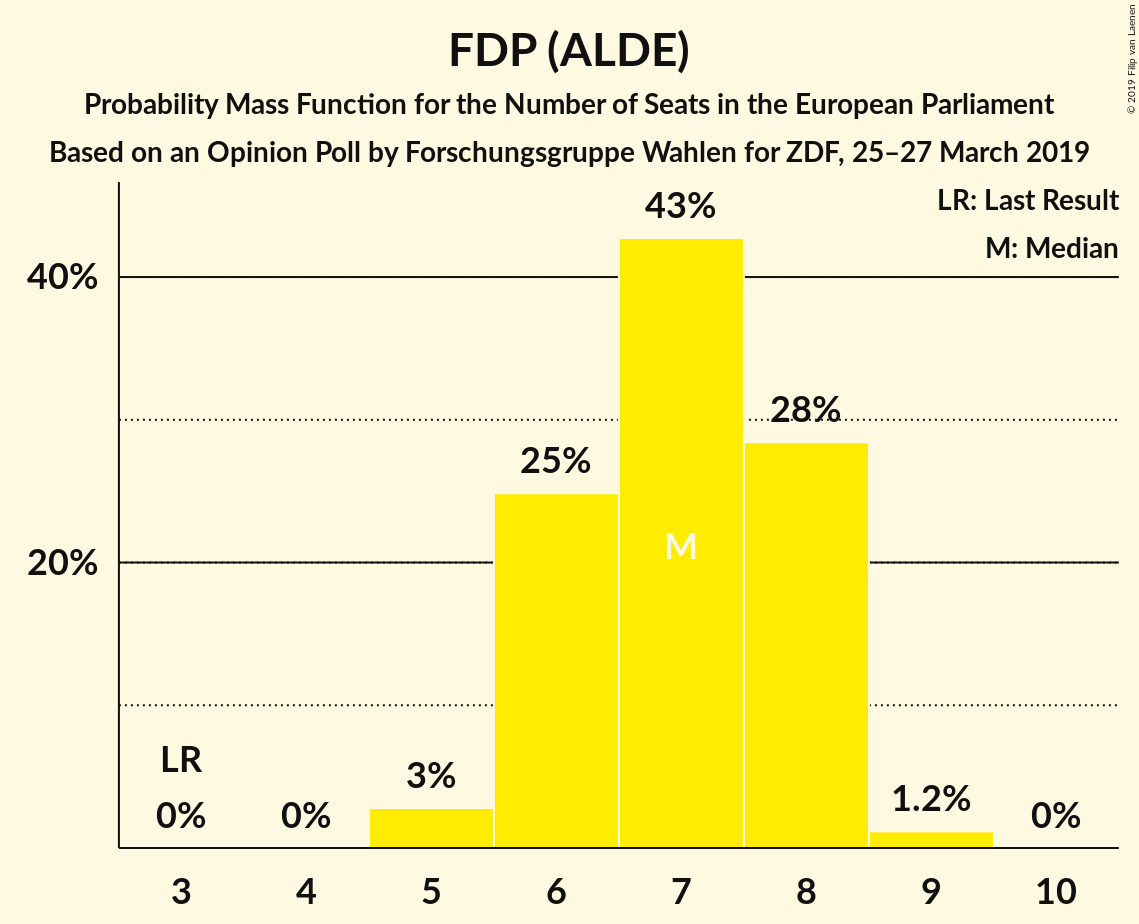 FDP (ALDE)
Probability Mass Function for the Number of Seats in the European Parliament
Based on an Opinion Poll by Forschungsgruppe Wahlen for ZDF, 25–27 March 2019
© 2019 Filip van Laenen
LR: Last Result
M: Median
43%
40%
28%
25%
M
20%
LR
3%
1.2%
0%
0%
0%
3 4 5 6 7 8 9 10